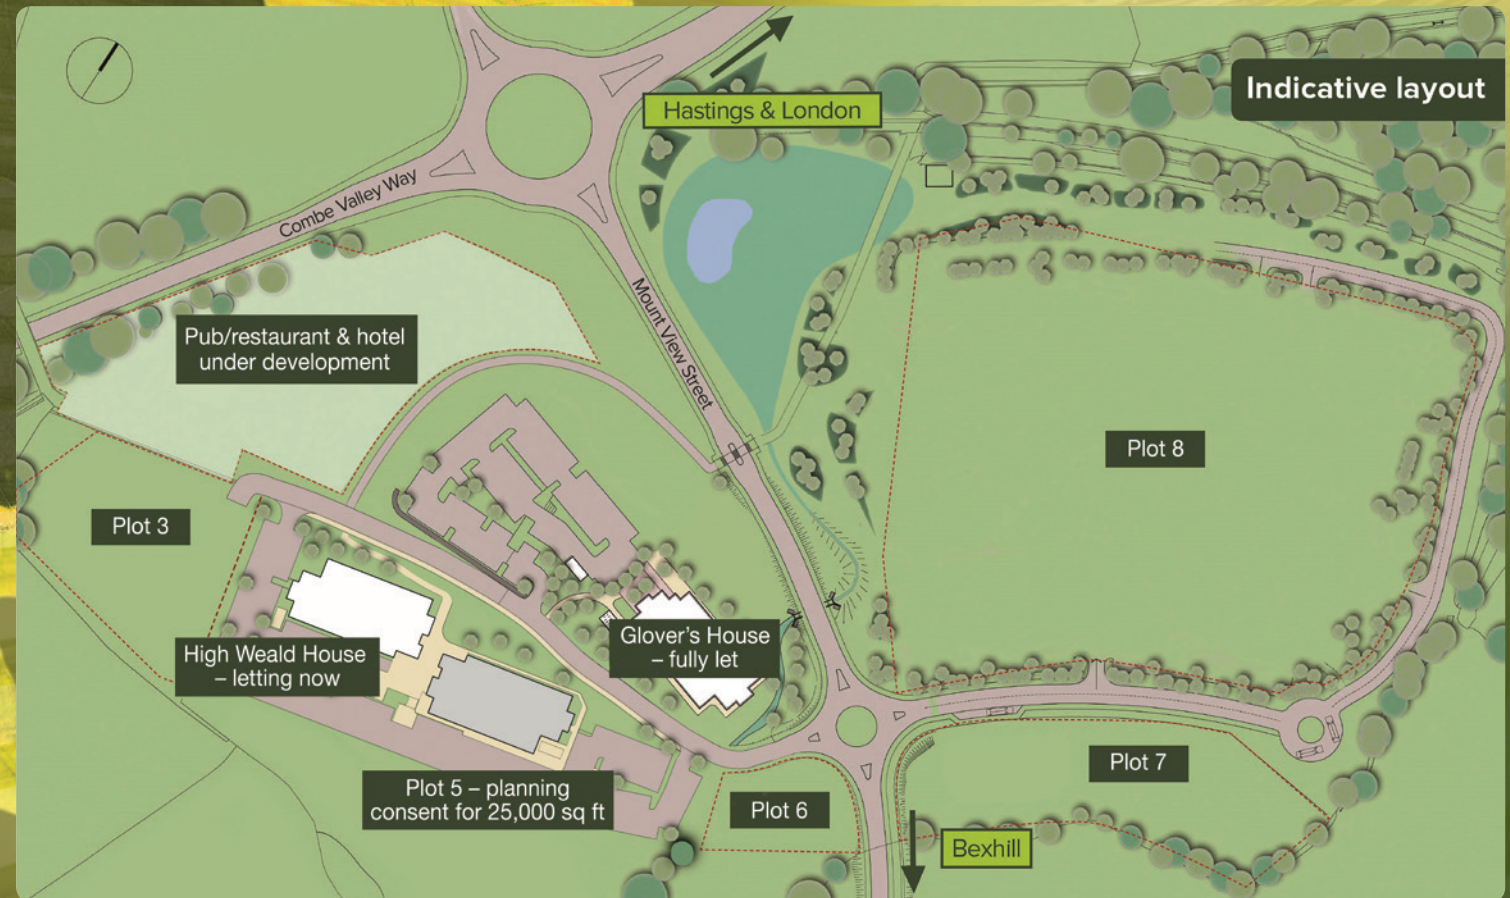 Indicative layout
Hastings & London
Combe Valley Way
Mount View Street
Pub/restaurant & hotel
under development
Plot 8
Plot 3
High Weald House
– letting now
Glover’s House
– fully let
Plot 5 – planning
consent for 25,000 sq ft
Plot 6
Plot 7
Bexhill